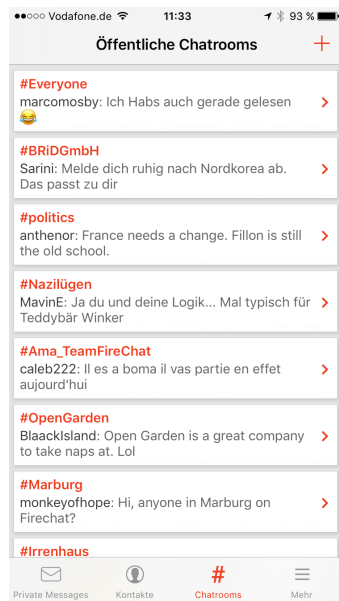 Vodafone.de 11:33 93 %
Öffentliche Chatrooms +
#Everyone
marcomosby: Ich Habs auch gerade gelesen
😂
#BRiDGmbH
Sarini: Melde dich ruhig nach Nordkorea ab.
Das passt zu dir
#politics
anthenor: France needs a change. Fillon is still
the old school.
#Nazilügen
MavinE: Ja du und deine Logik... Mal typisch für
Teddybär Winker
#Ama_TeamFireChat
caleb222: Il es a boma il vas partie en effet
aujourd'hui
#OpenGarden
BlaackIsland: Open Garden is a great company
to take naps at. Lol
#Marburg
monkeyofhope: Hi, anyone in Marburg on
Firechat?
#Irrenhaus
Private Messages Kontakte # Chatrooms Mehr